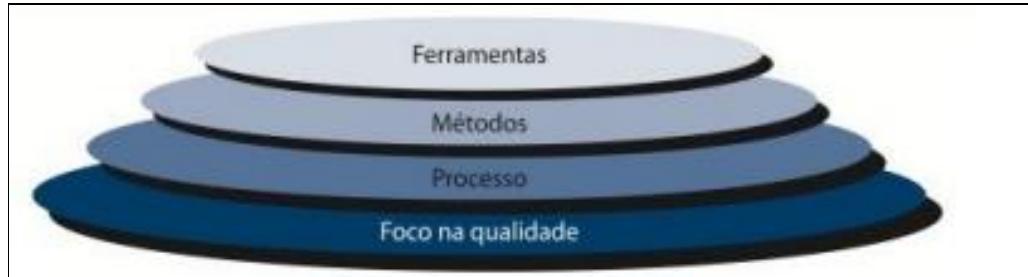 Ferramentas
Métodos
Processo
Foco na qualidade